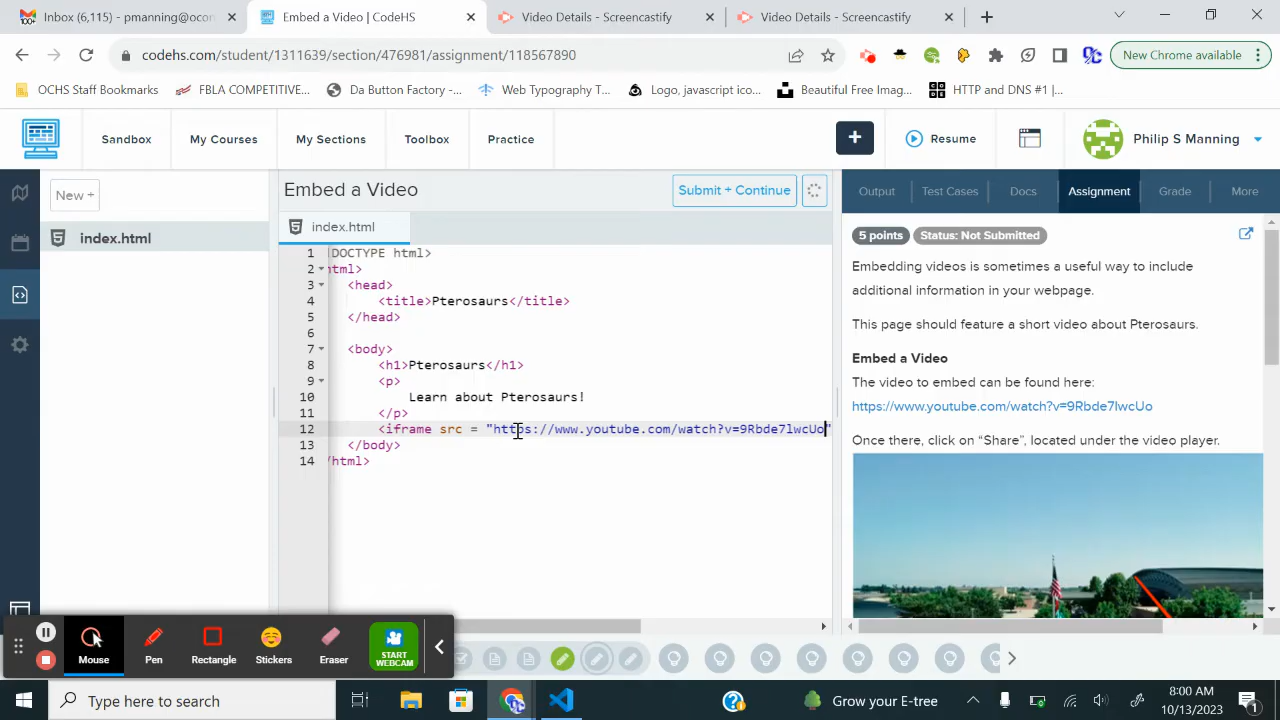 Inbox (6,115) - pmanning@ocon
Embed a Video | CodeHS
Video Details - Screencastify
Video Details - Screencastify
codehs.com/student/1311639/section/476981/assignment/118567890
New Chrome available
OCHS Staff Bookmarks
FBLA COMPETITIVE...
Da Button Factory -...
Web Typography T...
Logo, javascript ico...
Beautiful Free Imag...
HTTP and DNS #1 |...
Sandbox
My Courses
My Sections
Toolbox
Practice
+
Resume
Philip S Manning
New +
Embed a Video
Submit + Continue
Output
Test Cases
Docs
Assignment
Grade
More
index.html
index.html
1 DOCTYPE html>
2 html>
3 <head>
4 <title>Pterosaurs</title>
5 </head>
6
7 <body>
8 <h1>Pterosaurs</h1>
9 <p>
10 Learn about Pterosaurs!
11 </p>
12 <iframe src = "https://www.youtube.com/watch?v=9Rbde7lwcUo"
13 </body>
14 /html>
5 points
Status: Not Submitted
Embedding videos is sometimes a useful way to include
additional information in your webpage.
This page should feature a short video about Pterosaurs.
Embed a Video
The video to embed can be found here:
https://www.youtube.com/watch?v=9Rbde7lwcUo
Once there, click on “Share”, located under the video player.
Mouse
Pen
Rectangle
Stickers
Eraser
START
WEBCAM
Type here to search
Grow your E-tree
8:00 AM
10/13/2023
1